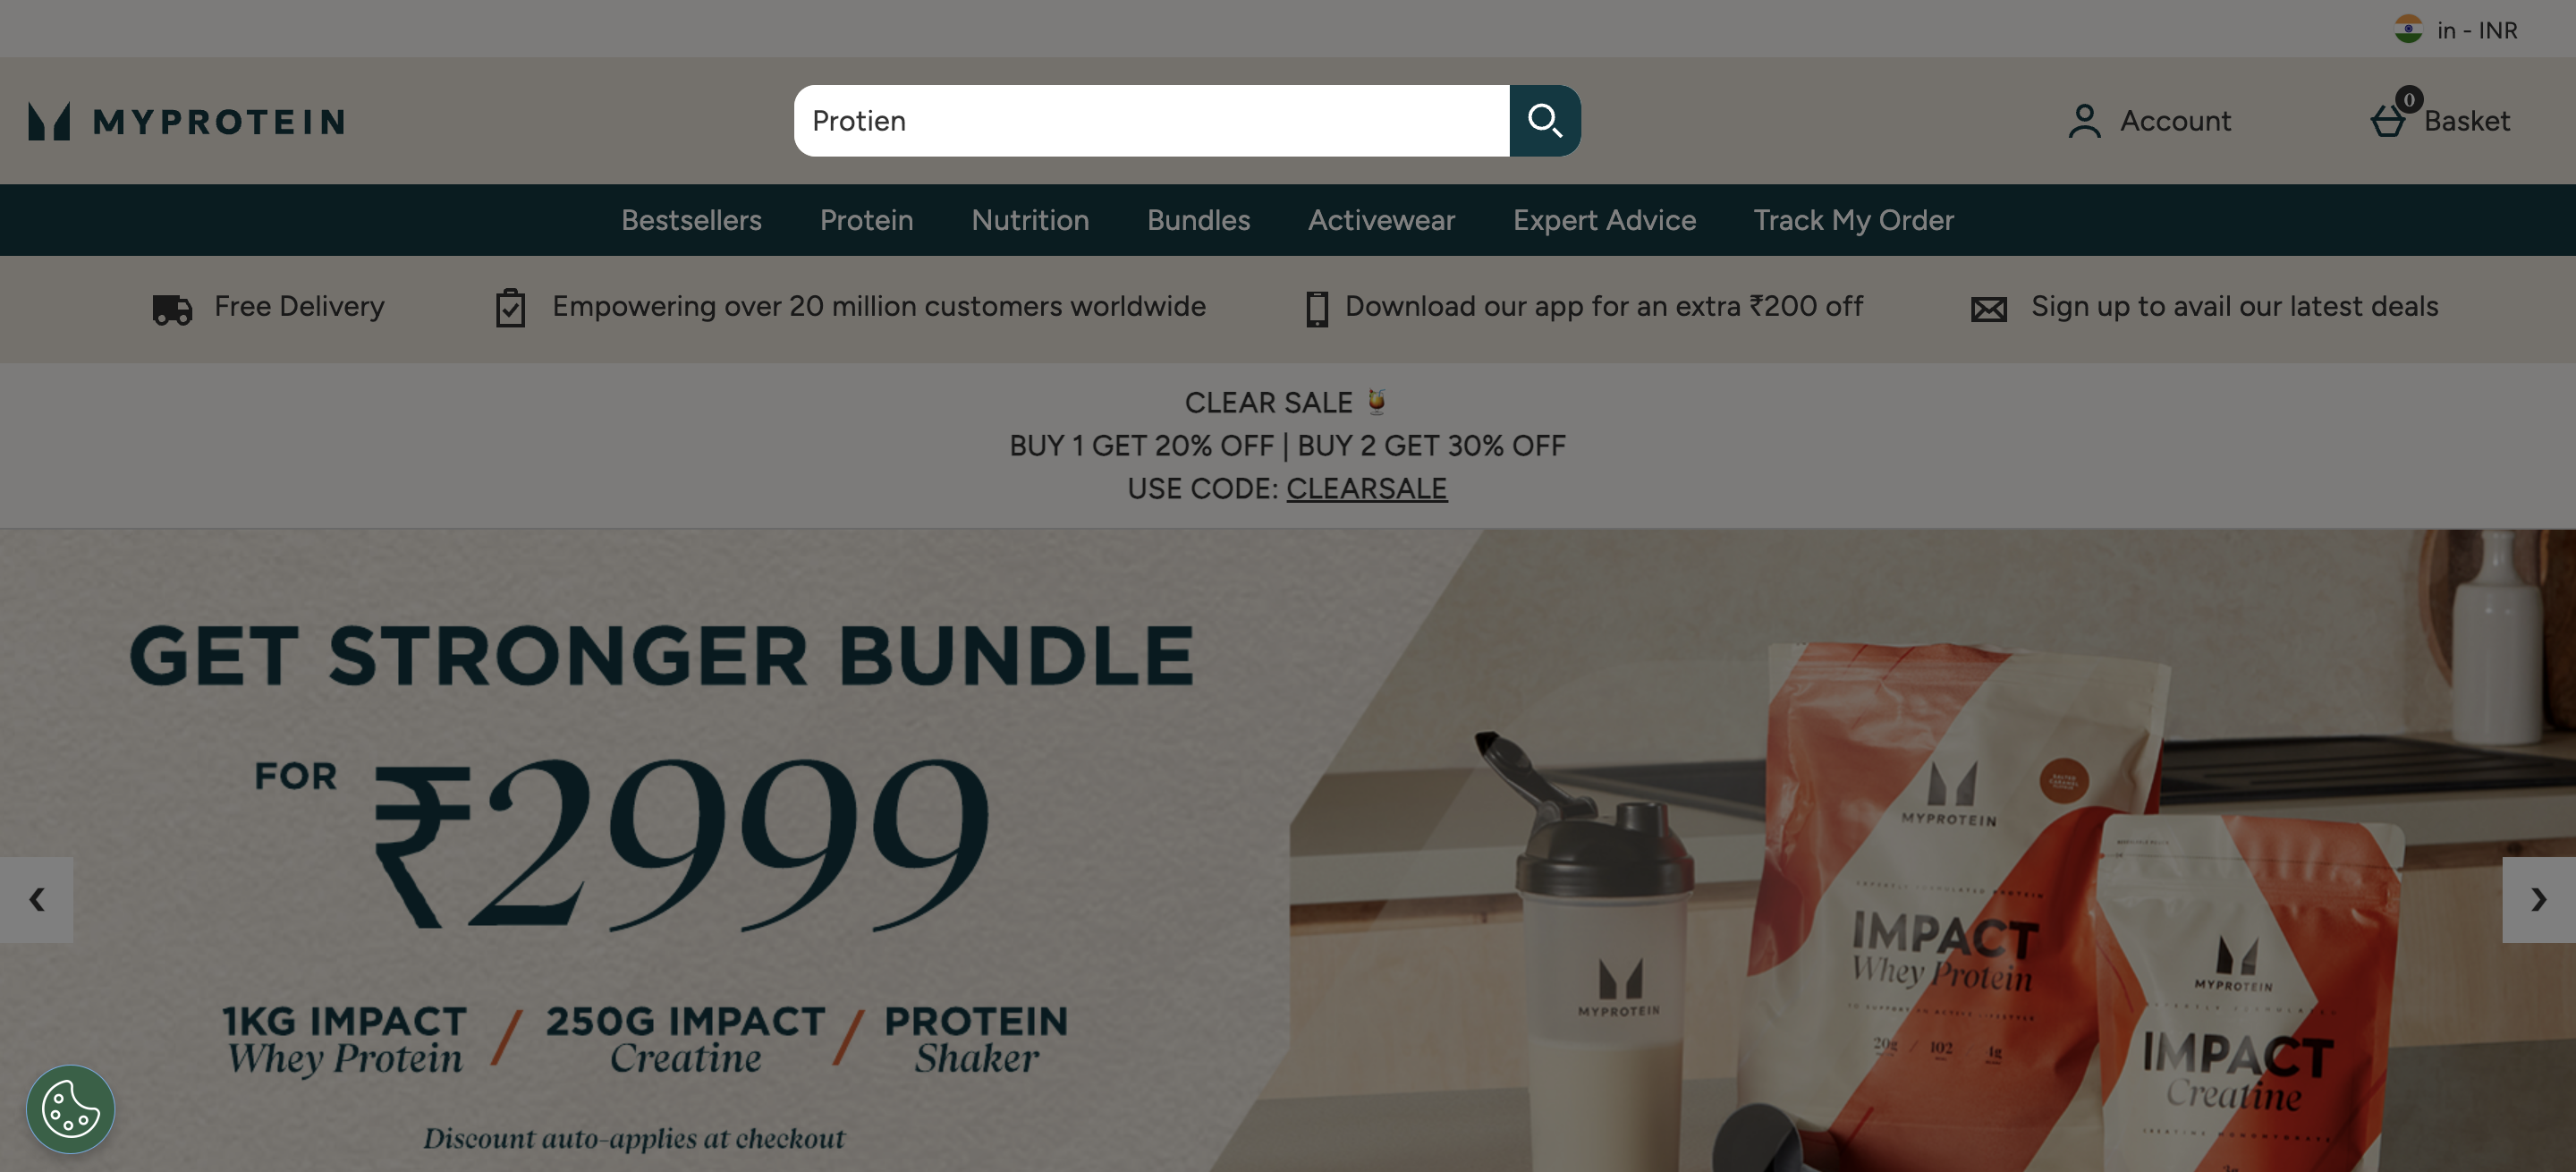 in - INR
MYPROTEIN
Protien
Account
0
Basket
Bestsellers Protein Nutrition Bundles Activewear Expert Advice Track My Order
Free Delivery
Empowering over 20 million customers worldwide
Download our app for an extra ₹200 off
Sign up to avail our latest deals
CLEAR SALE 🍹
BUY 1 GET 20% OFF | BUY 2 GET 30% OFF
USE CODE: CLEARSALE
GET STRONGER BUNDLE
FOR ₹2999
1KG IMPACT / 250G IMPACT / PROTEIN
Whey Protein Creatine Shaker
Discount auto-applies at checkout
MYPROTEIN
MYPROTEIN
IMPACT
Whey Protein
20g / 102 4g
MYPROTEIN
IMPACT
Creatine